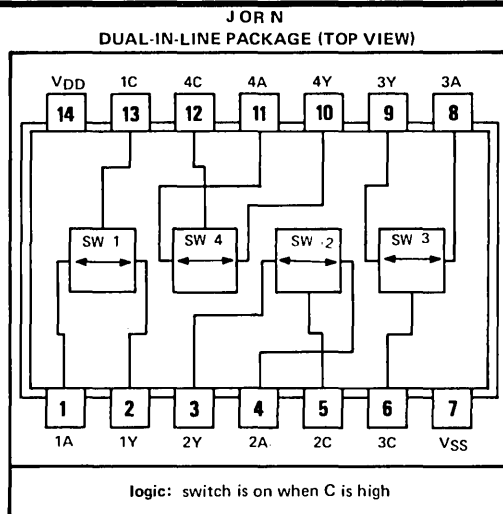 J OR N
DUAL-IN-LINE PACKAGE (TOP VIEW)
VDD 1C 4C 4A 4Y 3Y 3A
14 13 12 11 10 9 8
SW 1 SW 4 SW 2 SW 3
1 2 3 4 5 6 7
1A 1Y 2Y 2A 2C 3C VSS
logic: switch is on when C is high